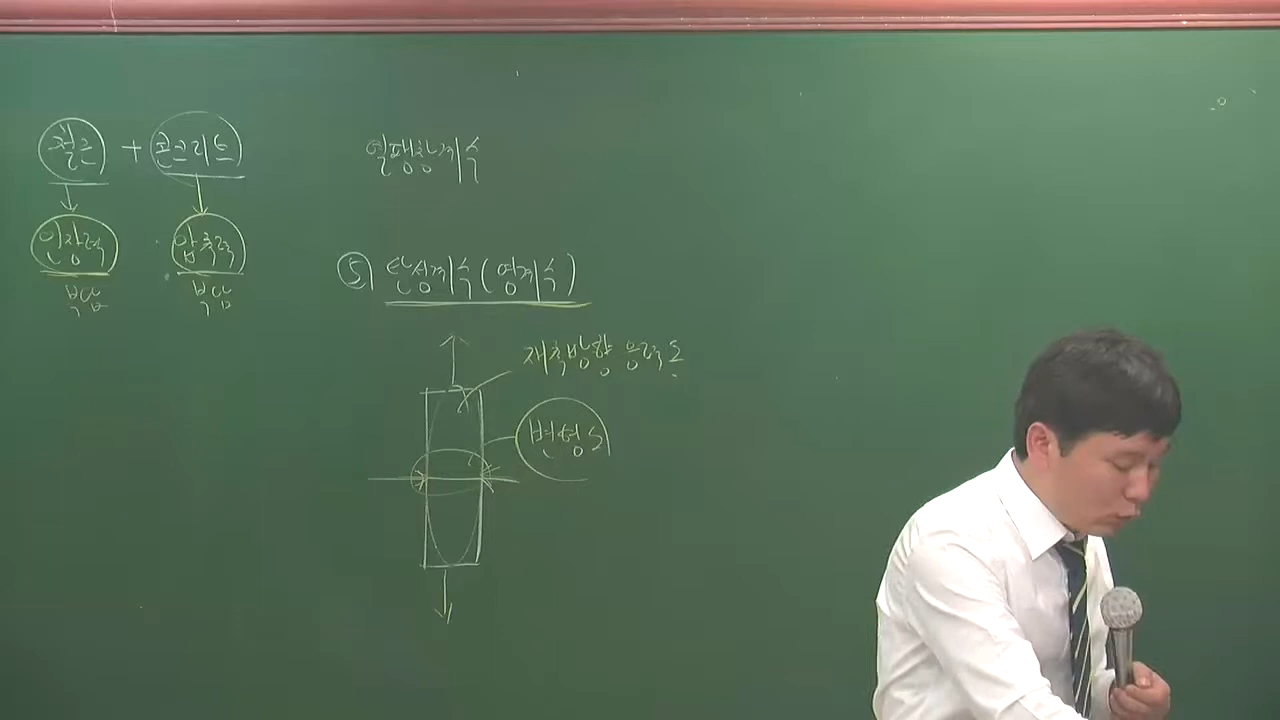 철근 + 콘크리트
인장력 압축력
부담 부담
열팽창계수
⑤ 탄성계수(영계수)
재축방향 응력도
변형도